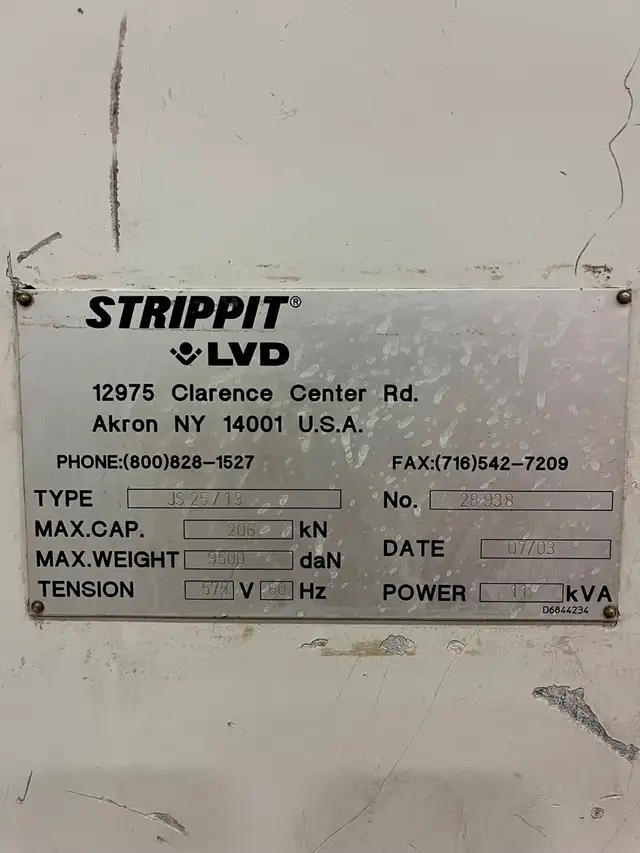 STRIPPIT®
LVD
12975 Clarence Center Rd.
Akron NY 14001 U.S.A.
PHONE:(800)828-1527 FAX:(716)542-7209
TYPE JS 25/13 No. 28938
MAX.CAP. 206 kN
MAX.WEIGHT 9500 daN
DATE 07/03
TENSION 575 V 60 Hz
POWER 11 kVA
D6844234